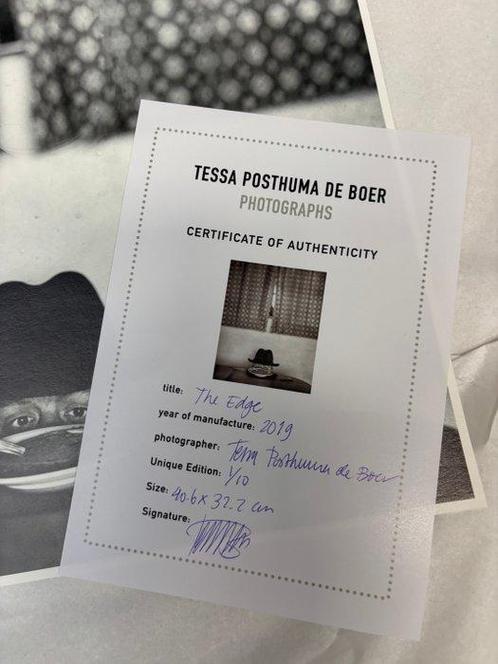 TESSA POSTHUMA DE BOER
PHOTOGRAPHS
CERTIFICATE OF AUTHENTICITY
title: The Edge
year of manufacture: 2019
photographer: Tessa Posthuma de Boer
Unique Edition: 1/10
Size: 40.6 x 32.2 cm
Signature: